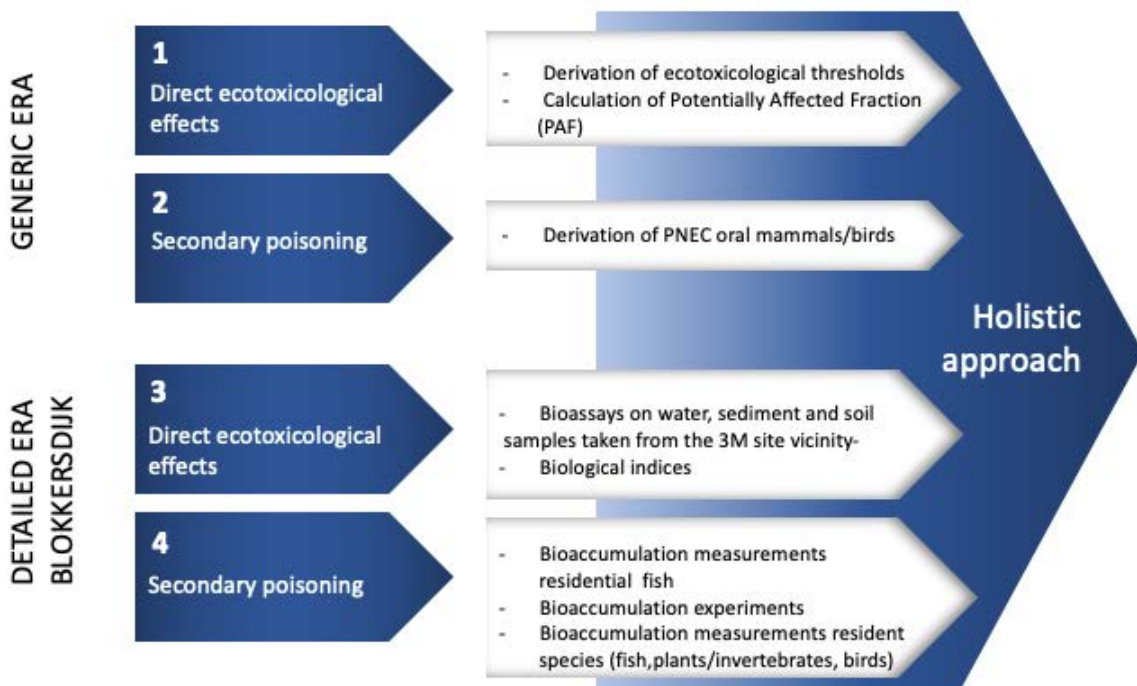 GENERIC ERA
1
Direct ecotoxicological
effects
- Derivation of ecotoxicological thresholds
- Calculation of Potentially Affected Fraction
(PAF)
2
Secondary poisoning
- Derivation of PNEC oral mammals/birds
Holistic
approach
DETAILED ERA
BLOKKERSDIJK
3
Direct ecotoxicological
effects
- Bioassays on water, sediment and soil
samples taken from the 3M site vicinity-
- Biological indices
4
Secondary poisoning
- Bioaccumulation measurements
residential fish
- Bioaccumulation experiments
- Bioaccumulation measurements resident
species (fish,plants/invertebrates, birds)